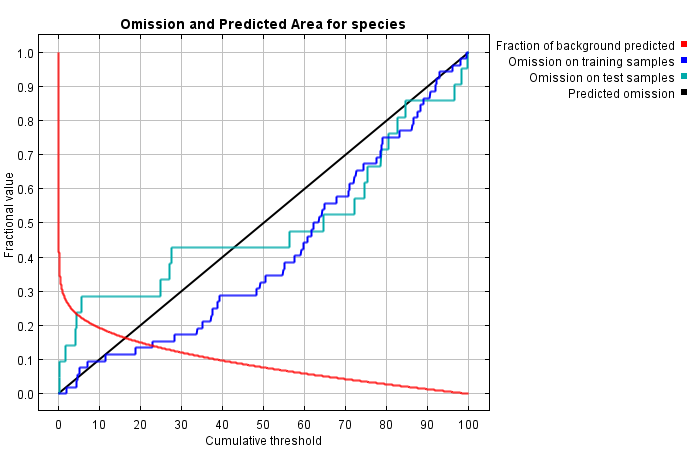 Omission and Predicted Area for species
Fraction of background predicted
Omission on training samples
Omission on test samples
Predicted omission
Fractional value
1.0
0.9
0.8
0.7
0.6
0.5
0.4
0.3
0.2
0.1
0.0
0 10 20 30 40 50 60 70 80 90 100
Cumulative threshold